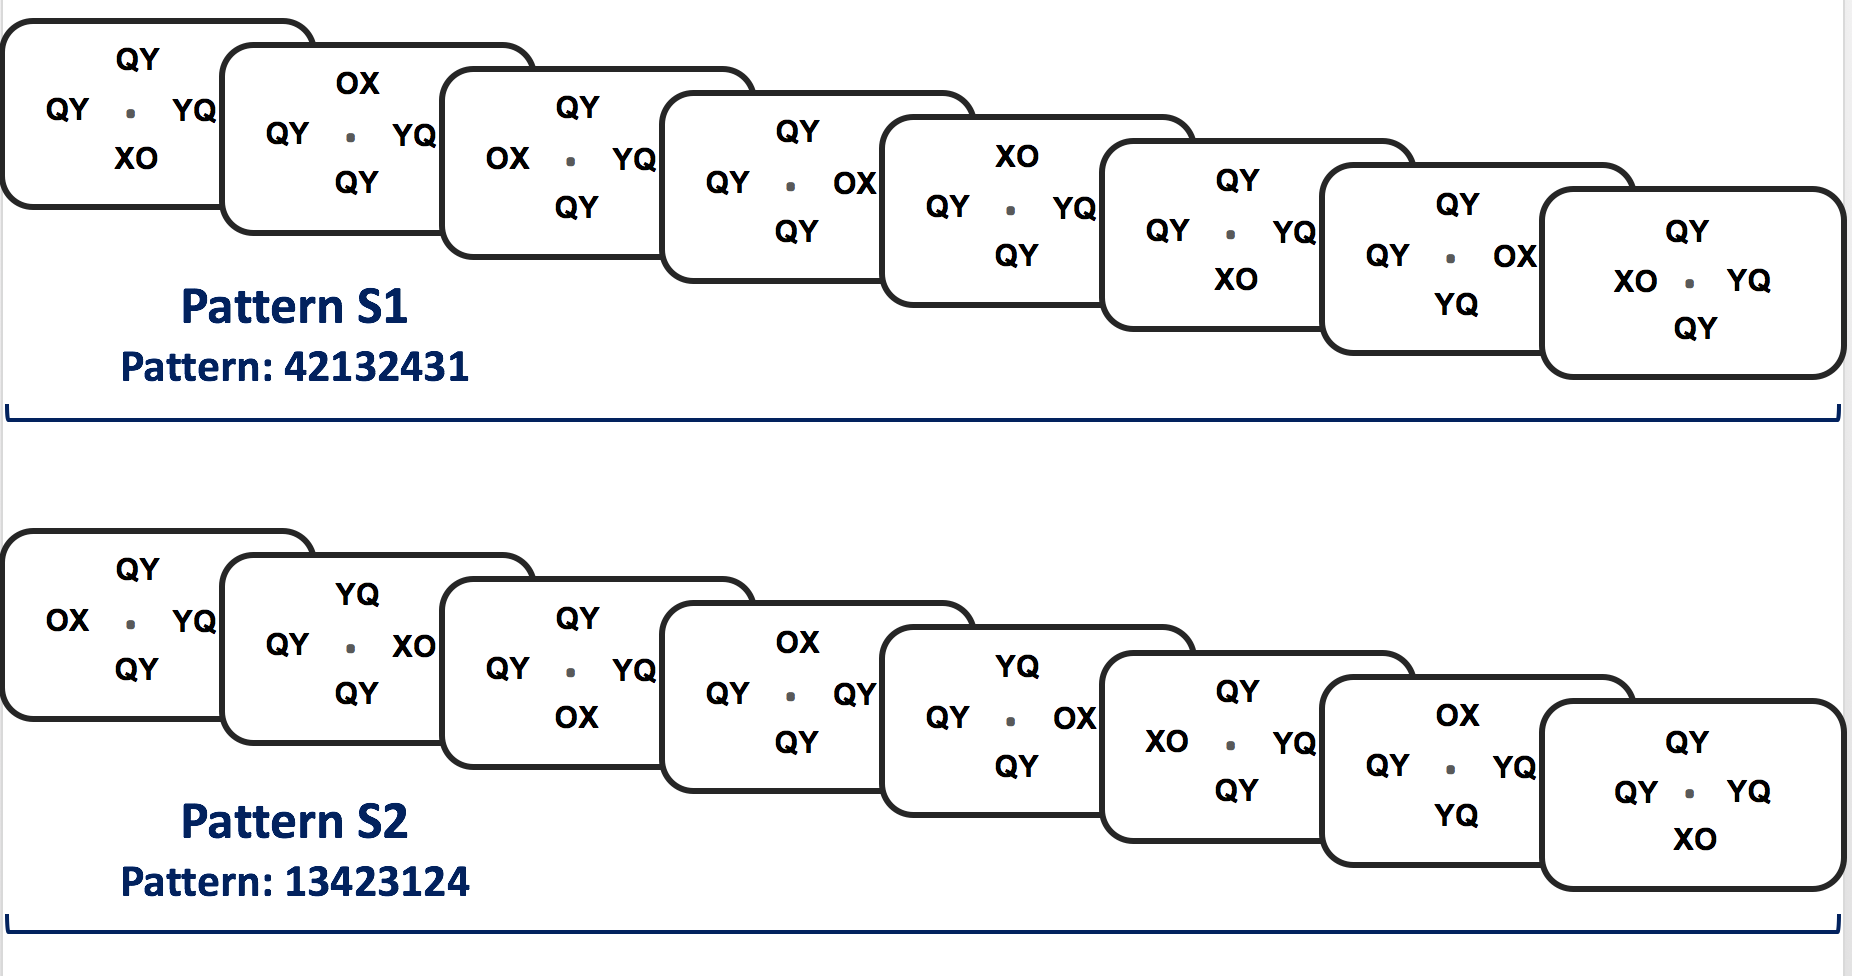 QY
QY . YQ
XO
OX
QY . YQ
QY
QY
OX . YQ
QY
QY
QY . OX
QY
XO
QY . YQ
QY
QY
QY . YQ
XO
QY
QY . OX
YQ
QY
XO . YQ
QY
Pattern S1
Pattern: 42132431
QY
OX . YQ
QY
YQ
QY . XO
QY
QY
QY . YQ
OX
OX
QY . QY
QY
YQ
QY . OX
QY
QY
XO . YQ
QY
OX
QY . YQ
YQ
QY
QY . YQ
XO
Pattern S2
Pattern: 13423124